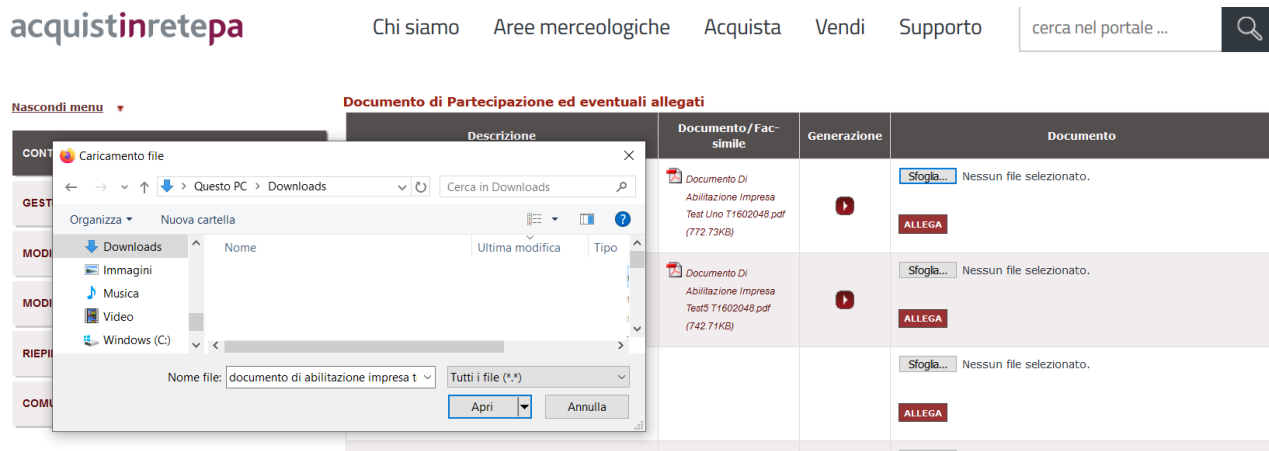 acquistinretepa
Chi siamo Aree merceologiche Acquista Vendi Supporto cerca nel portale ...
Nascondi menu
Documento di Partecipazione ed eventuali allegati
Descrizione Documento/Fac-
simile Generazione Documento
CONT
GEST
MODI
MODI
RIEPI
COMU
Caricamento file
Questo PC > Downloads
Cerca in Downloads
Organizza Nuova cartella
Downloads
Immagini
Musica
Video
Windows (C:)
Nome Ultima modifica Tipo
Nome file: documento di abilitazione impresa t Tutti i file (*.*)
Apri Annulla
Documento Di
Abilitazione Impresa
Test Uno T1602048.pdf
(772.73KB)
Sfoglia... Nessun file selezionato.
ALLEGA
Documento Di
Abilitazione Impresa
Test5 T1602048.pdf
(742.71KB)
Sfoglia... Nessun file selezionato.
ALLEGA
Sfoglia... Nessun file selezionato.
ALLEGA